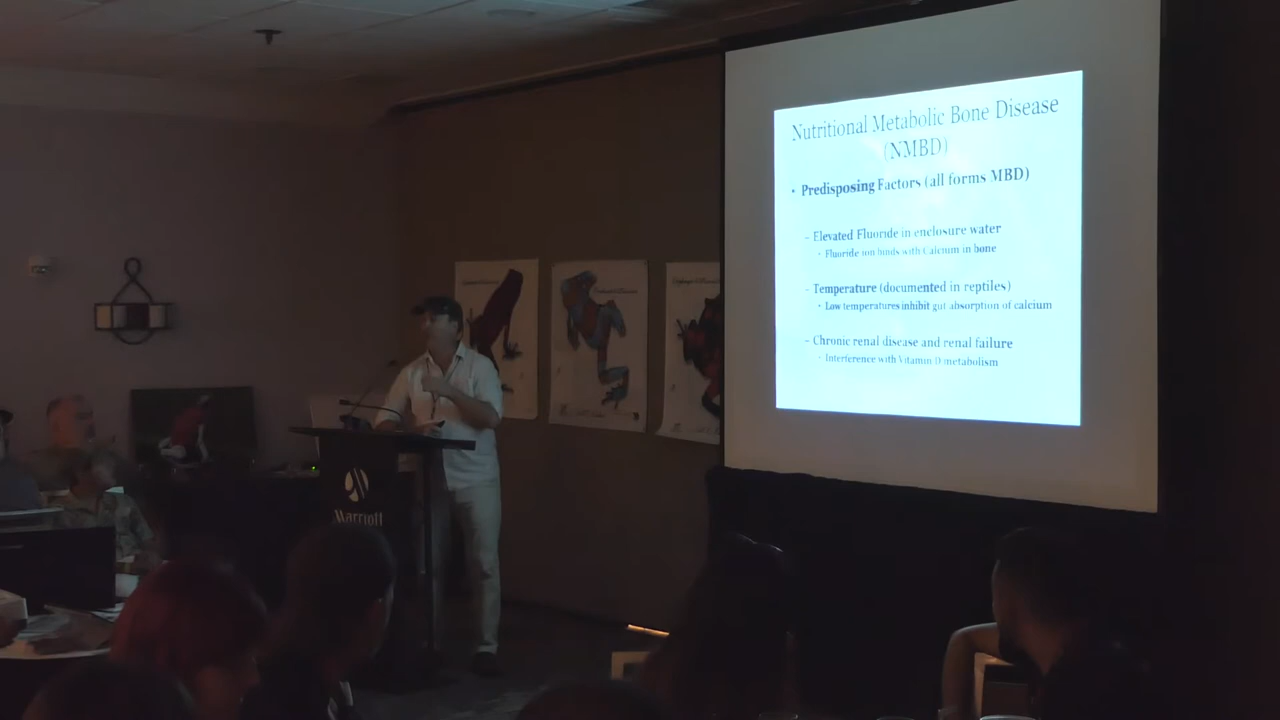 Nutritional Metabolic Bone Disease
(NMBD)
• Predisposing Factors (all forms MBD)
– Elevated Fluoride in enclosure water
• Fluoride ion binds with Calcium in bone
– Temperature (documented in reptiles)
• Low temperatures inhibit gut absorption of calcium
– Chronic renal disease and renal failure
• Interference with Vitamin D metabolism
Marriott